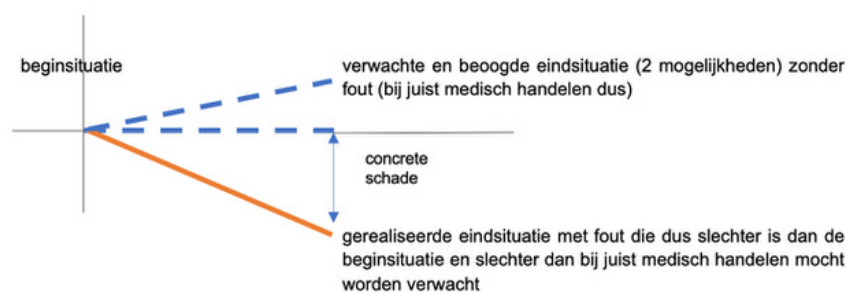 beginsituatie
verwachte en beoogde eindsituatie (2 mogelijkheden) zonder
fout (bij juist medisch handelen dus)
concrete
schade
gerealiseerde eindsituatie met fout die dus slechter is dan de
beginsituatie en slechter dan bij juist medisch handelen mocht
worden verwacht